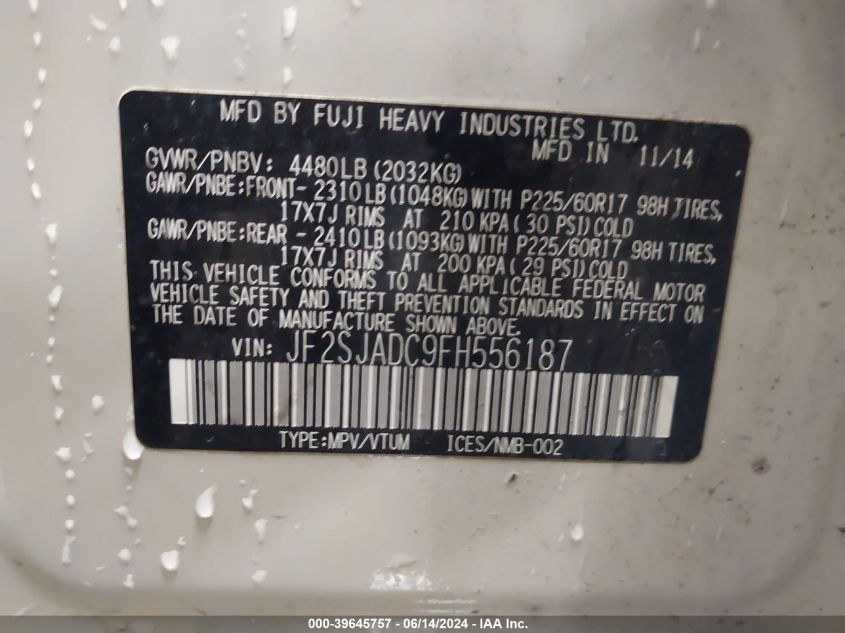 MFD BY FUJI HEAVY INDUSTRIES LTD.
MFD IN 11/14
GVWR/PNBV: 4480LB(2032KG)
GAWR/PNBE:FRONT- 2310LB(1048KG)WITH P225/60R17 98H TIRES,
17X7J RIMS AT 210 KPA( 30 PSI)COLD
GAWR/PNBE:REAR - 2410LB(1093KG)WITH P225/60R17 98H TIRES,
17X7J RIMS AT 200 KPA( 29 PSI)COLD
THIS VEHICLE CONFORMS TO ALL APPLICABLE FEDERAL MOTOR
VEHICLE SAFETY AND THEFT PREVENTION STANDARDS IN EFFECT ON
THE DATE OF MANUFACTURE SHOWN ABOVE.
VIN: JF2SJADC9FH556187
TYPE:MPV/VTUM ICES/NMB-002
000-39645757 - 06/14/2024 - IAA Inc.